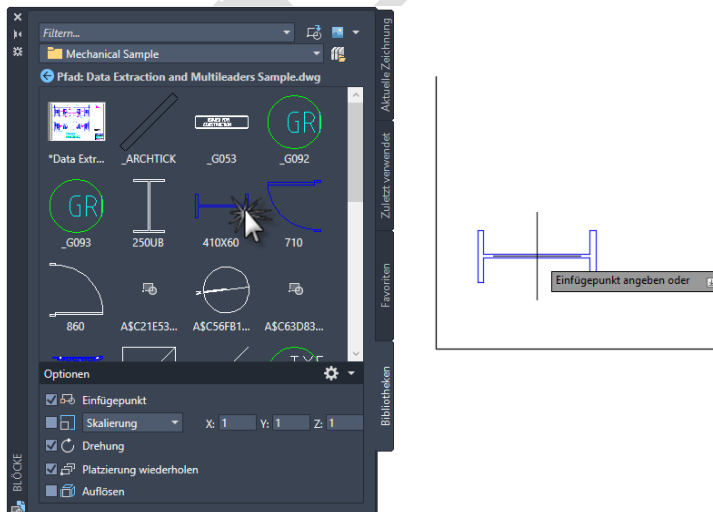 Filtern...
Mechanical Sample
Pfad: Data Extraction and Multileaders Sample.dwg
GR
*Data Extr... _ARCHTICK _G053 _G092
GR
_G093 250UB 410X60 710
860 A$C21E53... A$C56FB1... A$C63D83...
Optionen
Einfügepunkt
Skalierung X: 1 Y: 1 Z: 1
Drehung
Platzierung wiederholen
Auflösen
BLÖCKE
Aktuelle Zeichnung
Zuletzt verwendet
Favoriten
Bibliotheken
Einfügepunkt angeben oder